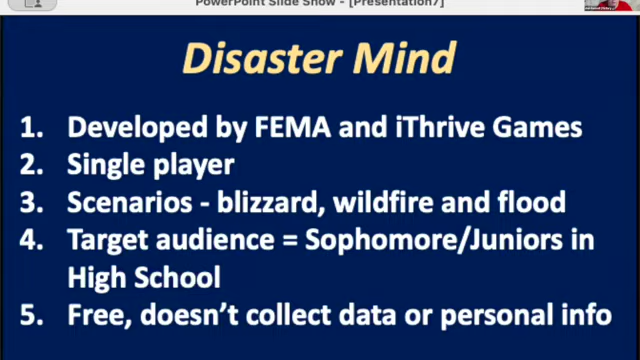 PowerPoint Slide Show - [Presentation7]
Disaster Mind
1. Developed by FEMA and iThrive Games
2. Single player
3. Scenarios - blizzard, wildfire and flood
4. Target audience = Sophomore/Juniors in
High School
5. Free, doesn't collect data or personal info